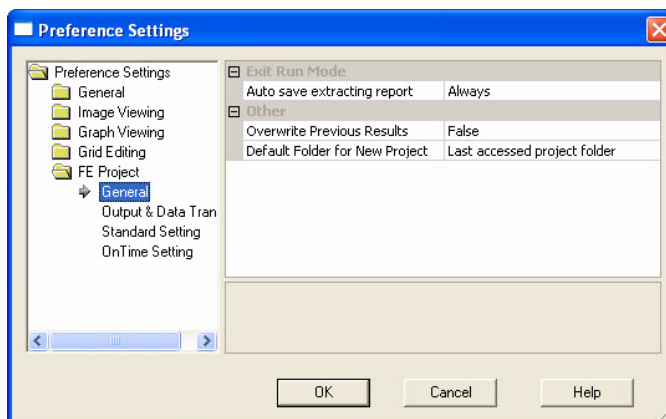 Preference Settings
Preference Settings
General
Image Viewing
Graph Viewing
Grid Editing
FE Project
General
Output & Data Tran
Standard Setting
OnTime Setting
Exit Run Mode
Auto save extracting report Always
Other
Overwrite Previous Results False
Default Folder for New Project Last accessed project folder
OK Cancel Help